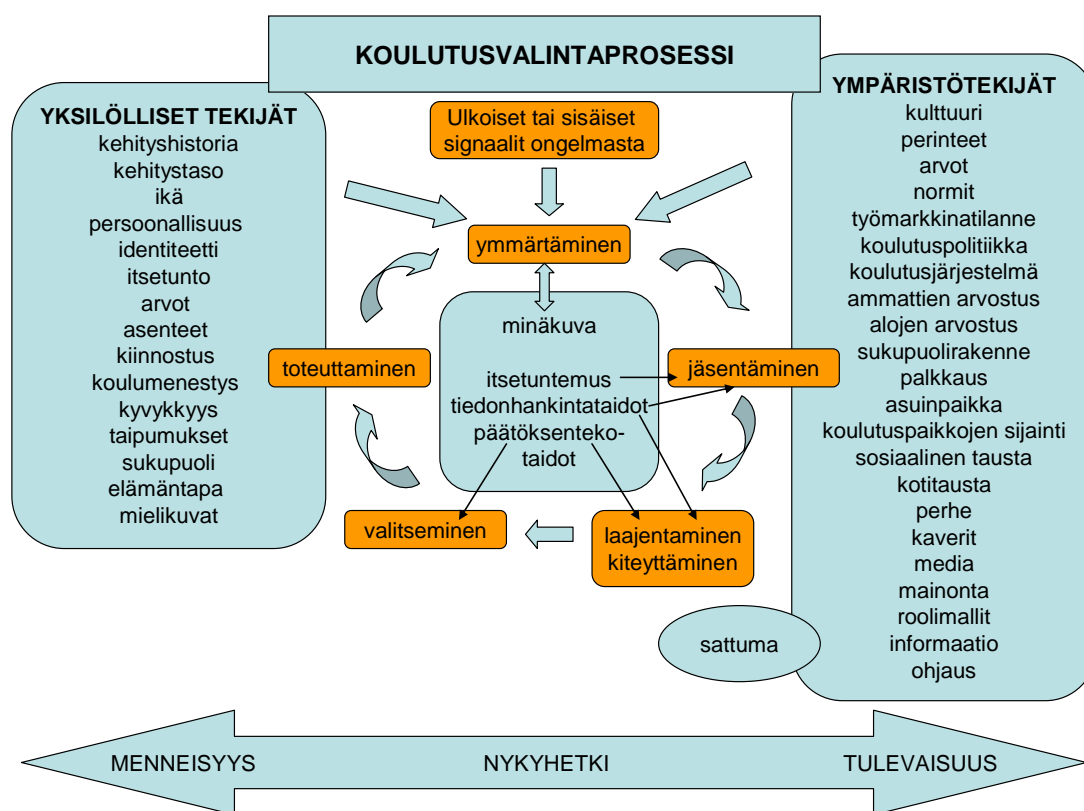 KOULUTUSVALINTAPROSESSI
YKSILÖLLISET TEKIJÄT
kehityshistoria
kehitystaso
ikä
persoonallisuus
identiteetti
itsetunto
arvot
asenteet
kiinnostus
koulumenestys
kyvykkyys
taipumukset
sukupuoli
elämäntapa
mielikuvat
Ulkoiset tai sisäiset
signaalit ongelmasta
ymmärtäminen
minäkuva
itsetuntemus
tiedonhankintataidot
päätöksenteko-
taidot
toteuttaminen
jäsentäminen
valitseminen
laajentaminen
kiteyttäminen
YMPÄRISTÖTEKIJÄT
kulttuuri
perinteet
arvot
normit
työmarkkinatilanne
koulutuspolitiikka
koulutusjärjestelmä
ammattien arvostus
alojen arvostus
sukupuolirakenne
palkkaus
asuinpaikka
koulutuspaikkojen sijainti
sosiaalinen tausta
kotitausta
perhe
kaverit
media
mainonta
roolimallit
informaatio
ohjaus
sattuma
MENNEISYYS
NYKYHETKI
TULEVAISUUS